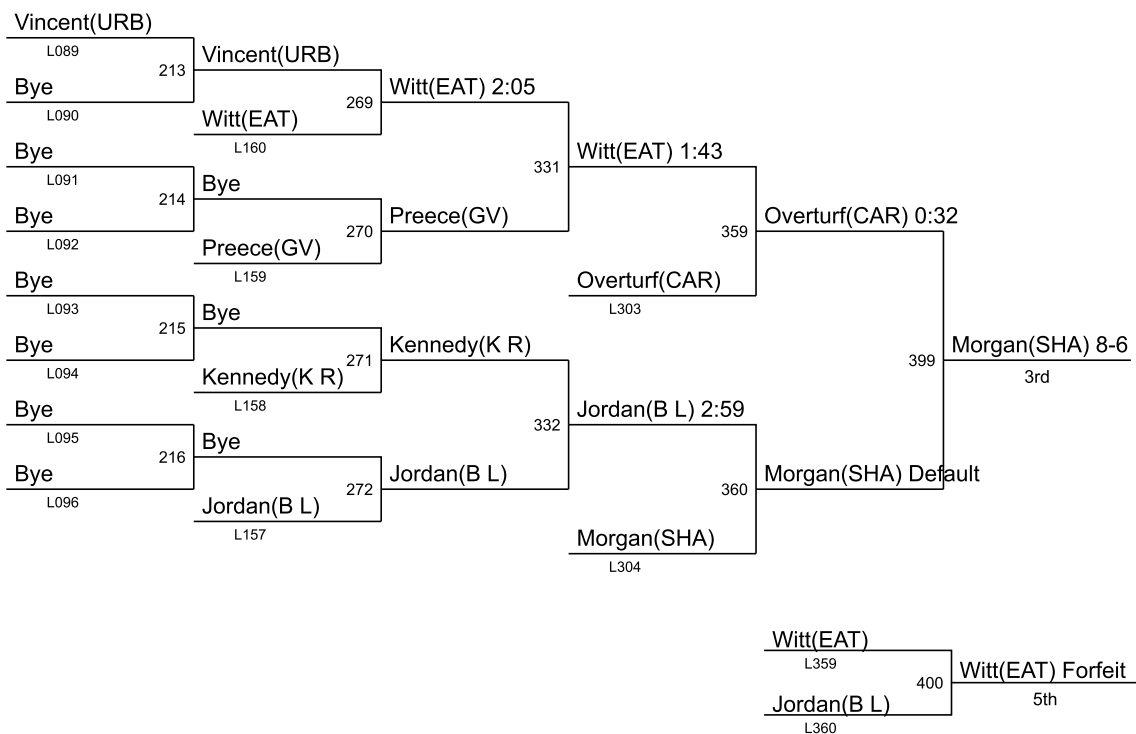 Vincent(URB)
L089
213
Bye
L090
Bye
L091
214
Bye
L092
Bye
L093
215
Bye
L094
Bye
L095
216
Bye
L096
Vincent(URB)
269
Witt(EAT)
L160
Bye
270
Preece(GV)
L159
Bye
271
Kennedy(K R)
L158
Bye
272
Jordan(B L)
L157
Witt(EAT) 2:05
331
Preece(GV)
Kennedy(K R)
332
Jordan(B L)
Witt(EAT) 1:43
359
Overturf(CAR)
L303
Jordan(B L) 2:59
360
Morgan(SHA)
L304
Overturf(CAR) 0:32
399
Morgan(SHA) Default
Morgan(SHA) 8-6
3rd
Witt(EAT)
L359
400
Jordan(B L)
L360
Witt(EAT) Forfeit
5th